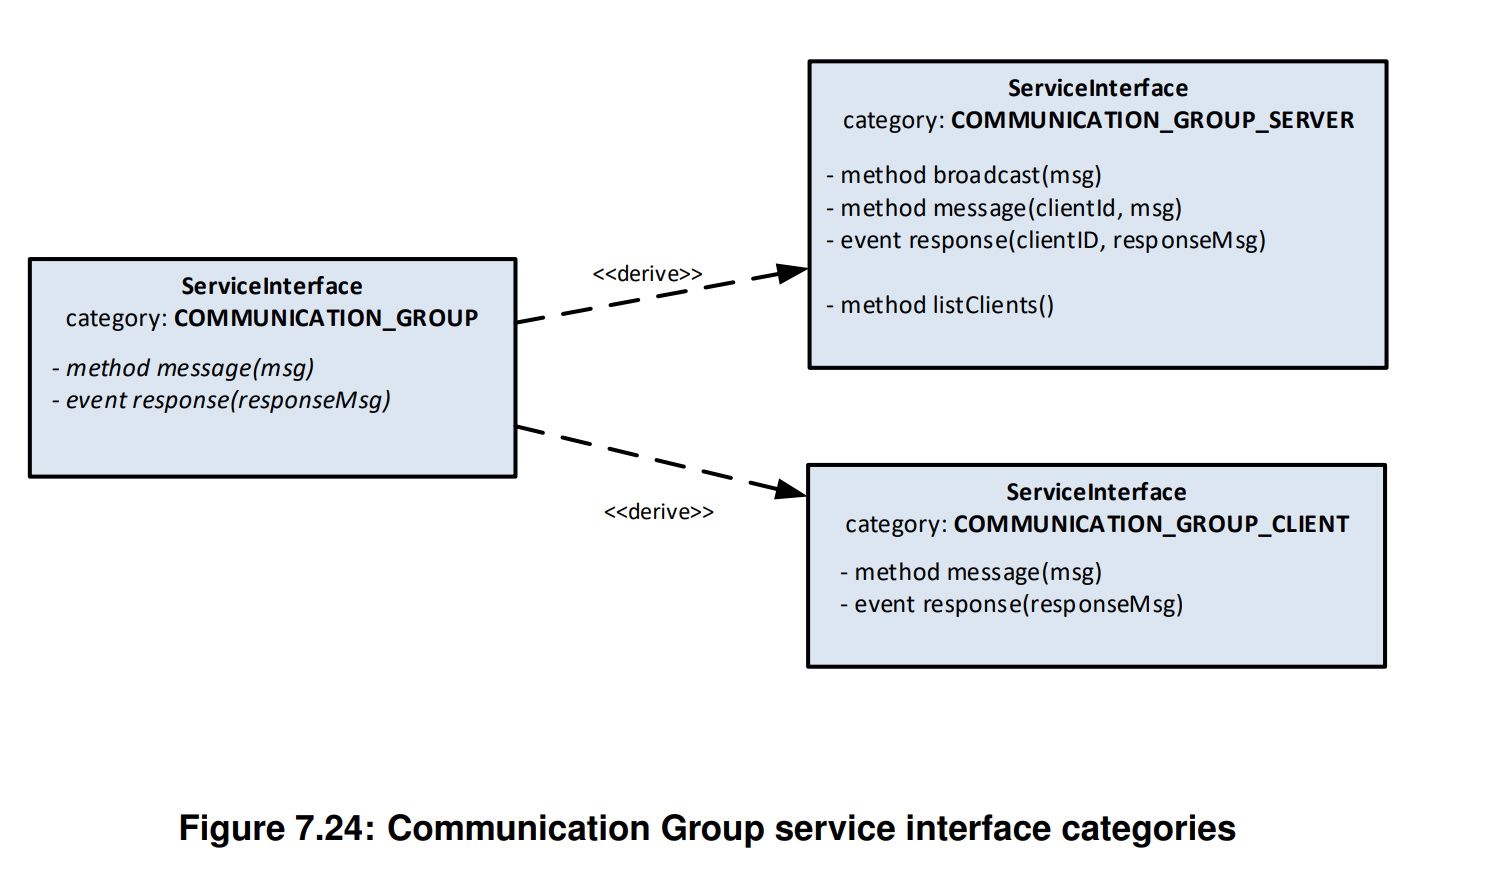 ServiceInterface
category: COMMUNICATION_GROUP
- method message(msg)
- event response(responseMsg)
<<derive>>
<<derive>>
ServiceInterface
category: COMMUNICATION_GROUP_SERVER
- method broadcast(msg)
- method message(clientId, msg)
- event response(clientID, responseMsg)
- method listClients()
ServiceInterface
category: COMMUNICATION_GROUP_CLIENT
- method message(msg)
- event response(responseMsg)
Figure 7.24: Communication Group service interface categories